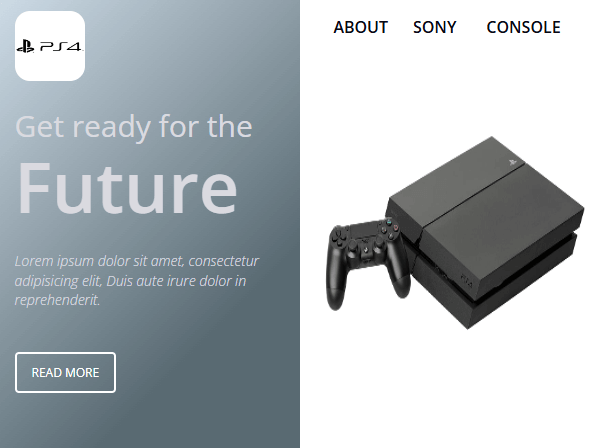 PS4
ABOUT SONY CONSOLE
Get ready for the
Future
Lorem ipsum dolor sit amet, consectetur
adipisicing elit, Duis aute irure dolor in
reprehenderit.
READ MORE